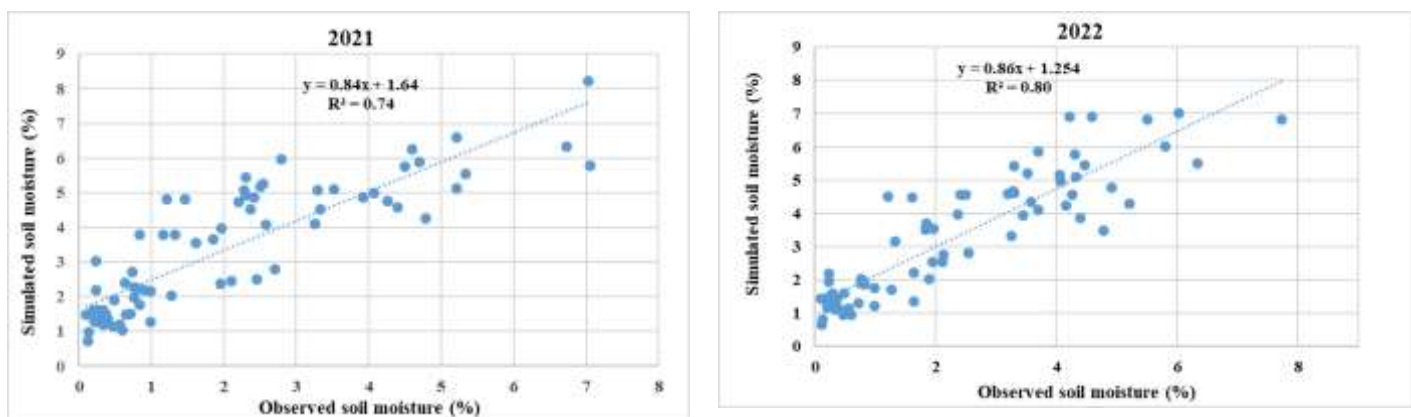 2021
y = 0.84x + 1.64
R² = 0.74
Simulated soil moisture (%)
9
8
7
6
5
4
3
2
1
0
0 1 2 3 4 5 6 7 8
Observed soil moisture (%)
2022
y = 0.86x + 1.254
R² = 0.80
Simulated soil moisture (%)
9
8
7
6
5
4
3
2
1
0
0 2 4 6 8
Observed soil moisture (%)